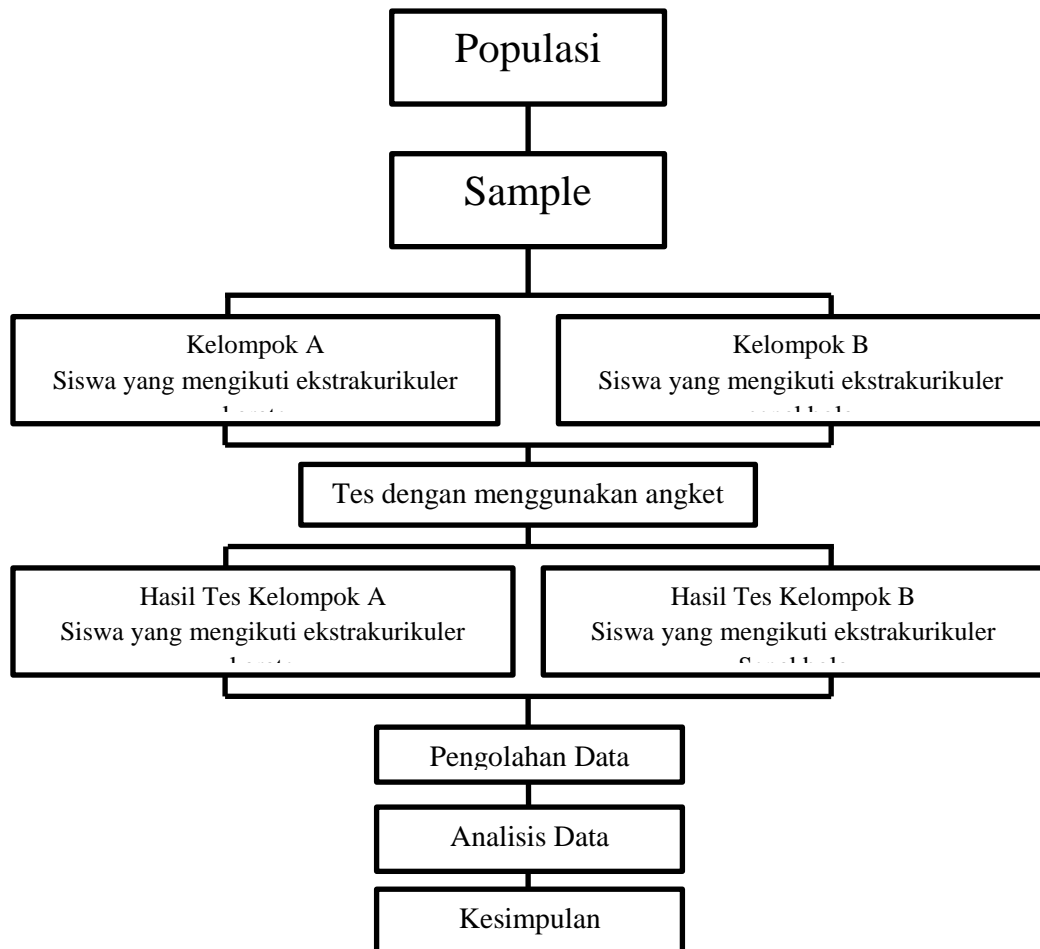 Populasi
Sample
Kelompok A
Siswa yang mengikuti ekstrakurikuler
Kelompok B
Siswa yang mengikuti ekstrakurikuler
Tes dengan menggunakan angket
Hasil Tes Kelompok A
Siswa yang mengikuti ekstrakurikuler
Hasil Tes Kelompok B
Siswa yang mengikuti ekstrakurikuler
Pengolahan Data
Analisis Data
Kesimpulan